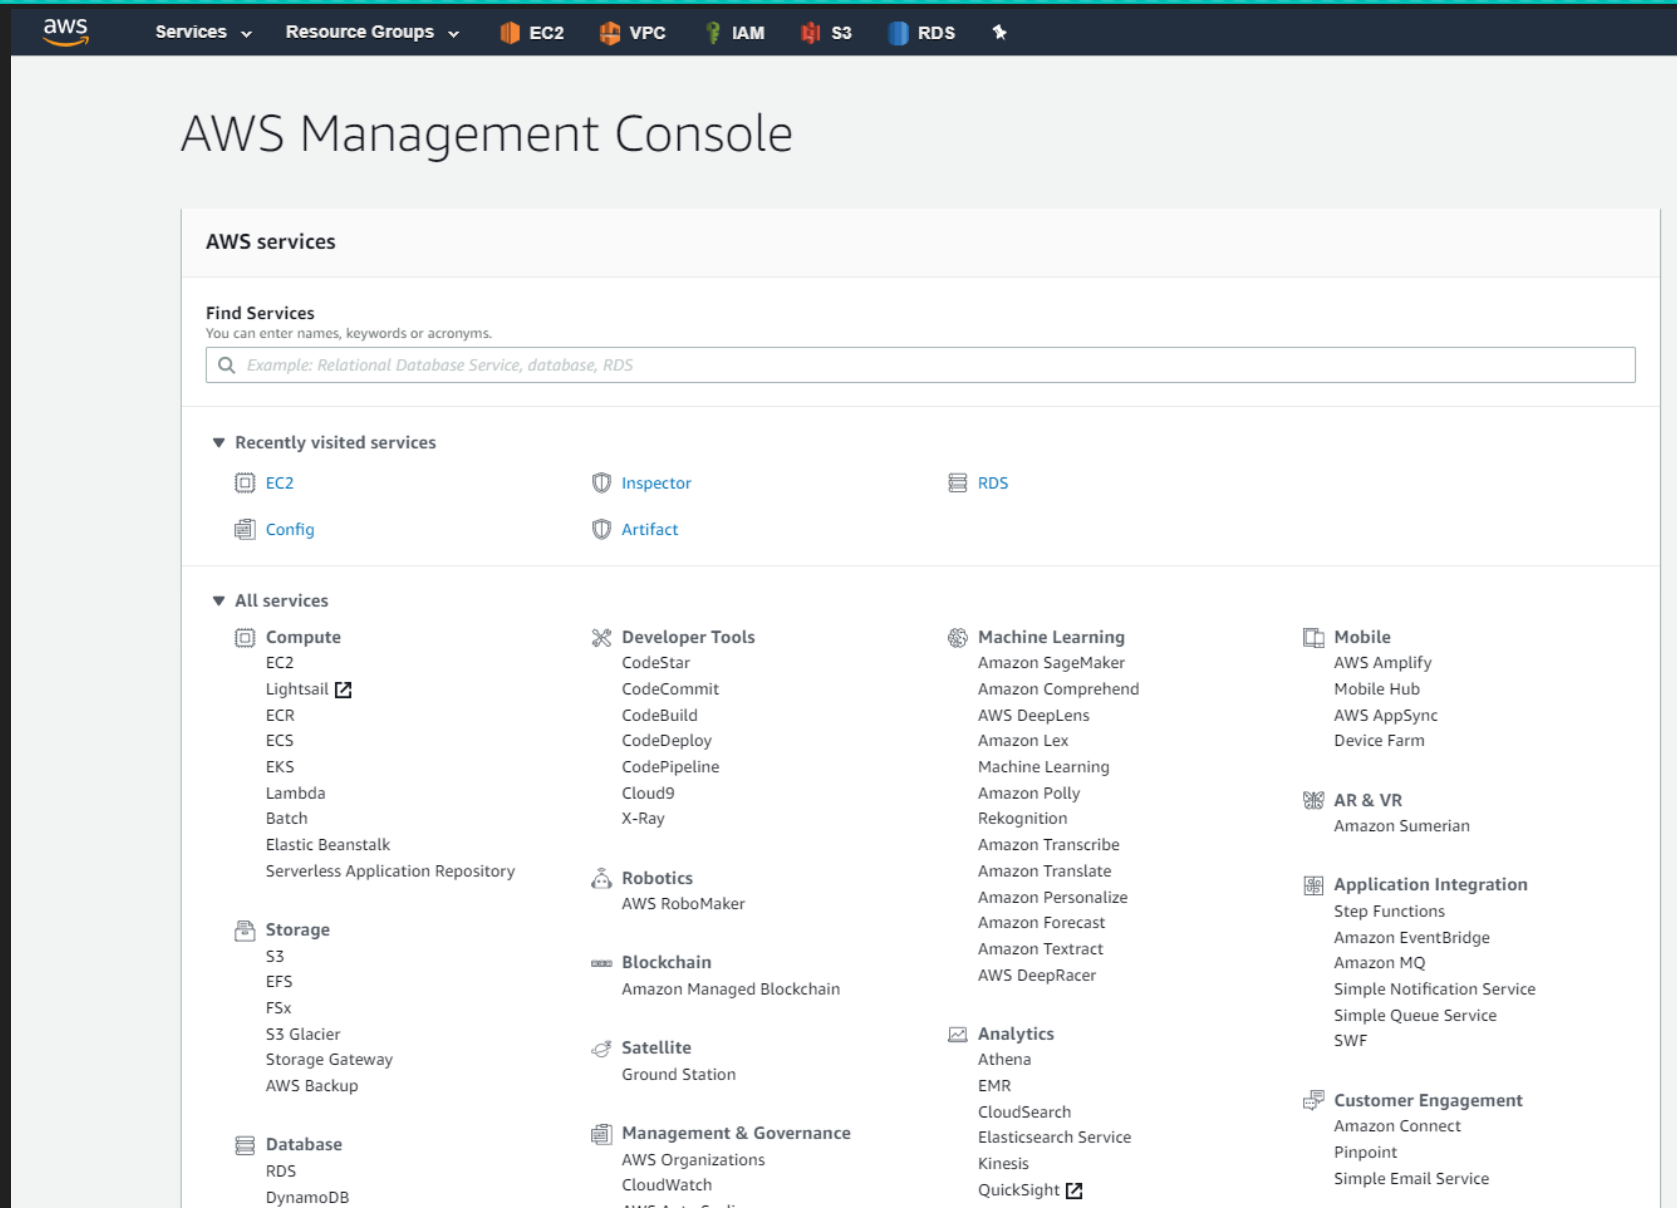 aws
Services
Resource Groups
EC2
VPC
IAM
S3
RDS
AWS Management Console
AWS services
Find Services
You can enter names, keywords or acronyms.
Example: Relational Database Service, database, RDS
Recently visited services
EC2
Inspector
RDS
Config
Artifact
All services
Compute
EC2
Lightsail
ECR
ECS
EKS
Lambda
Batch
Elastic Beanstalk
Serverless Application Repository
Storage
S3
EFS
FSx
S3 Glacier
Storage Gateway
AWS Backup
Database
RDS
DynamoDB
Developer Tools
CodeStar
CodeCommit
CodeBuild
CodeDeploy
CodePipeline
Cloud9
X-Ray
Robotics
AWS RoboMaker
Blockchain
Amazon Managed Blockchain
Satellite
Ground Station
Management & Governance
AWS Organizations
CloudWatch
Machine Learning
Amazon SageMaker
Amazon Comprehend
AWS DeepLens
Amazon Lex
Machine Learning
Amazon Polly
Rekognition
Amazon Transcribe
Amazon Translate
Amazon Personalize
Amazon Forecast
Amazon Textract
AWS DeepRacer
Analytics
Athena
EMR
CloudSearch
Elasticsearch Service
Kinesis
QuickSight
Mobile
AWS Amplify
Mobile Hub
AWS AppSync
Device Farm
AR & VR
Amazon Sumerian
Application Integration
Step Functions
Amazon EventBridge
Amazon MQ
Simple Notification Service
Simple Queue Service
SWF
Customer Engagement
Amazon Connect
Pinpoint
Simple Email Service